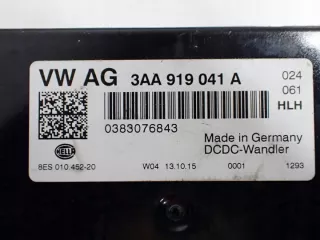 VW AG 3AA 919 041 A
024
061
HLH
0383076843
Made in Germany
DCDC-Wandler
HELLA
8ES 010.452-20 W04 13.10.15 0001 1293